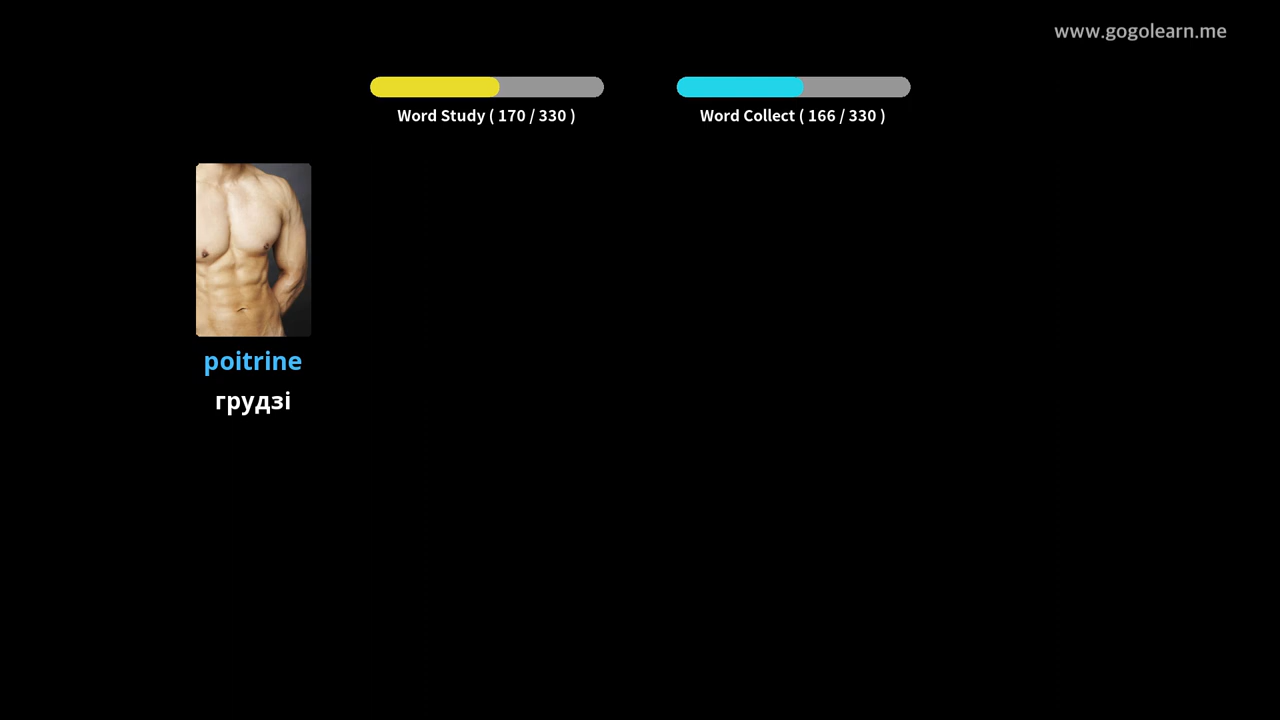 www.gogolearn.me
Word Study ( 170 / 330 )
Word Collect ( 166 / 330 )
poitrine
грудзі